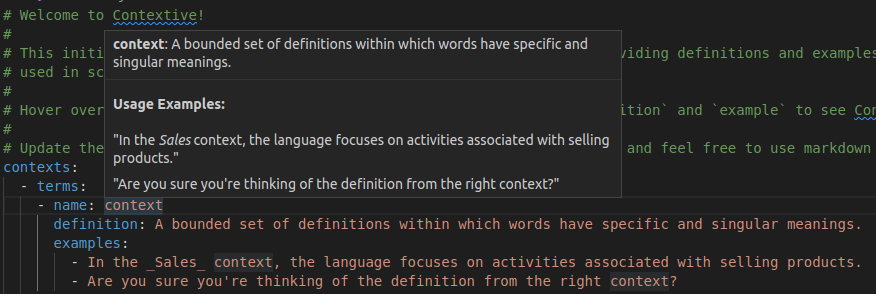 # Welcome to Contextive!
#
# This initi
viding definitions and examples
# used in sc
#
# Hover over
ition` and `example` to see Con
#
# Update the
and feel free to use markdown
context: A bounded set of definitions within which words have specific and
singular meanings.
Usage Examples:
"In the Sales context, the language focuses on activities associated with selling
products."
"Are you sure you're thinking of the definition from the right context?"
contexts:
- terms:
- name: context
definition: A bounded set of definitions within which words have specific and singular meanings.
examples:
- In the _Sales_ context, the language focuses on activities associated with selling products.
- Are you sure you're thinking of the definition from the right context?